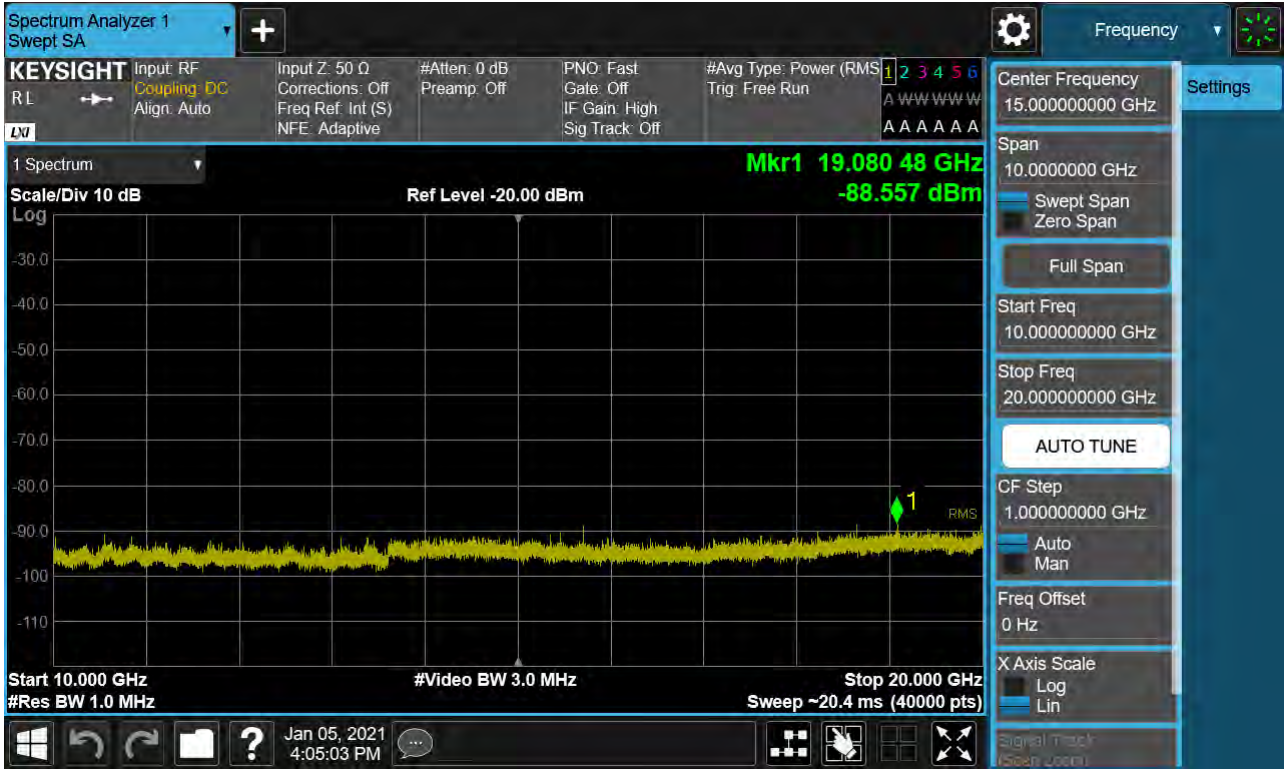 Spectrum Analyzer 1
Swept SA
Frequency
KEYSIGHT
R L
LXI
Input: RF
Coupling: DC
Align: Auto
Input Z: 50 Ω
Corrections: Off
Freq Ref: Int (S)
NFE: Adaptive
#Atten: 0 dB
Preamp: Off
PNO: Fast
Gate: Off
IF Gain: High
Sig Track: Off
#Avg Type: Power (RMS
Trig: Free Run
1 2 3 4 5 6
A W W W W W
A A A A A A
1 Spectrum
Mkr1 19.080 48 GHz
Scale/Div 10 dB
Ref Level -20.00 dBm
-88.557 dBm
Log
-30.0
-40.0
-50.0
-60.0
-70.0
-80.0
-90.0
-100
-110
1
RMS
Start 10.000 GHz
#Video BW 3.0 MHz
Stop 20.000 GHz
#Res BW 1.0 MHz
Sweep ~20.4 ms (40000 pts)
Center Frequency
15.000000000 GHz
Settings
Span
10.0000000 GHz
Swept Span
Zero Span
Full Span
Start Freq
10.000000000 GHz
Stop Freq
20.000000000 GHz
AUTO TUNE
CF Step
1.000000000 GHz
Auto
Man
Freq Offset
0 Hz
X Axis Scale
Log
Lin
Signal Track
(Span Zoom)
?
Jan 05, 2021
4:05:03 PM